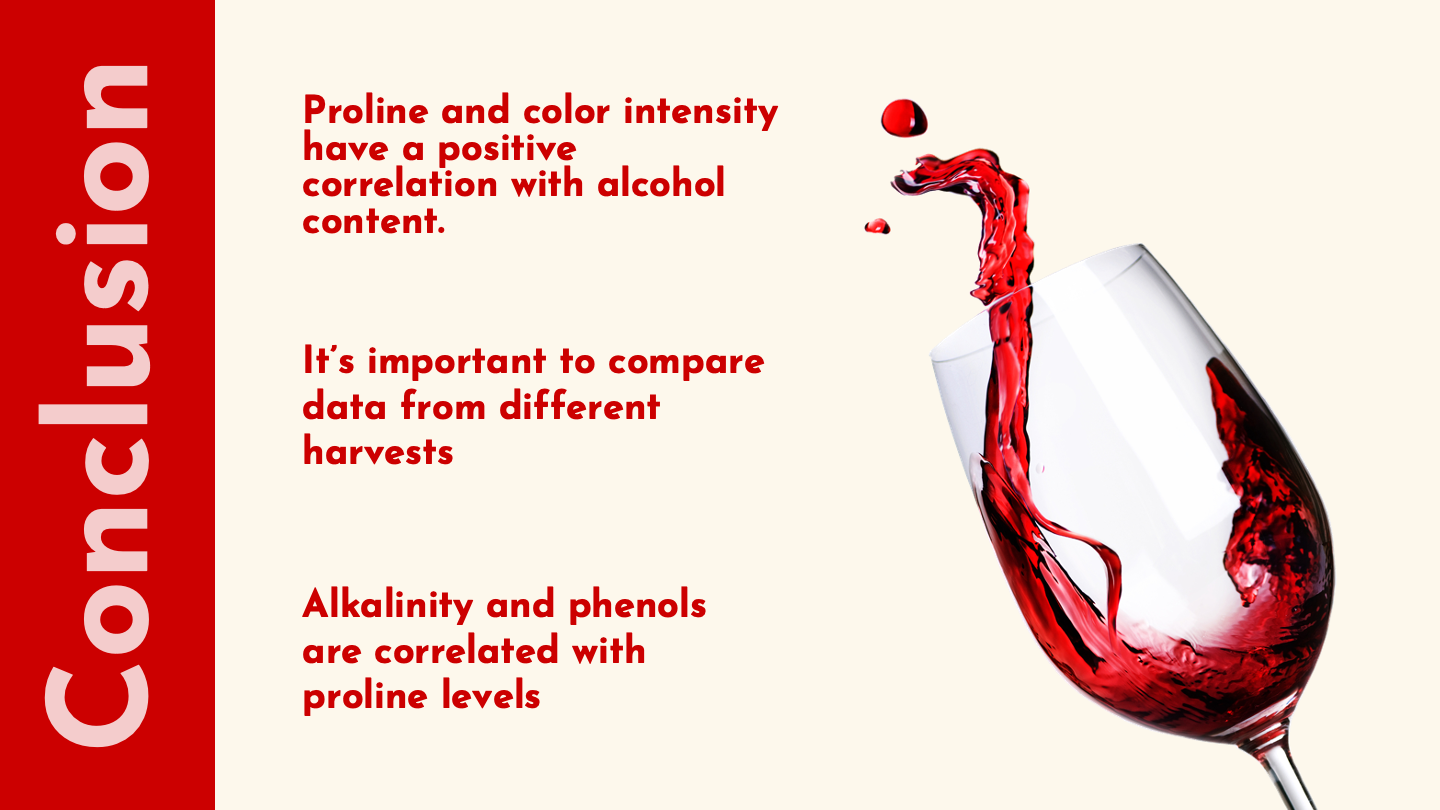 Conclusion
Proline and color intensity
have a positive
correlation with alcohol
content.
It’s important to compare
data from different
harvests
Alkalinity and phenols
are correlated with
proline levels